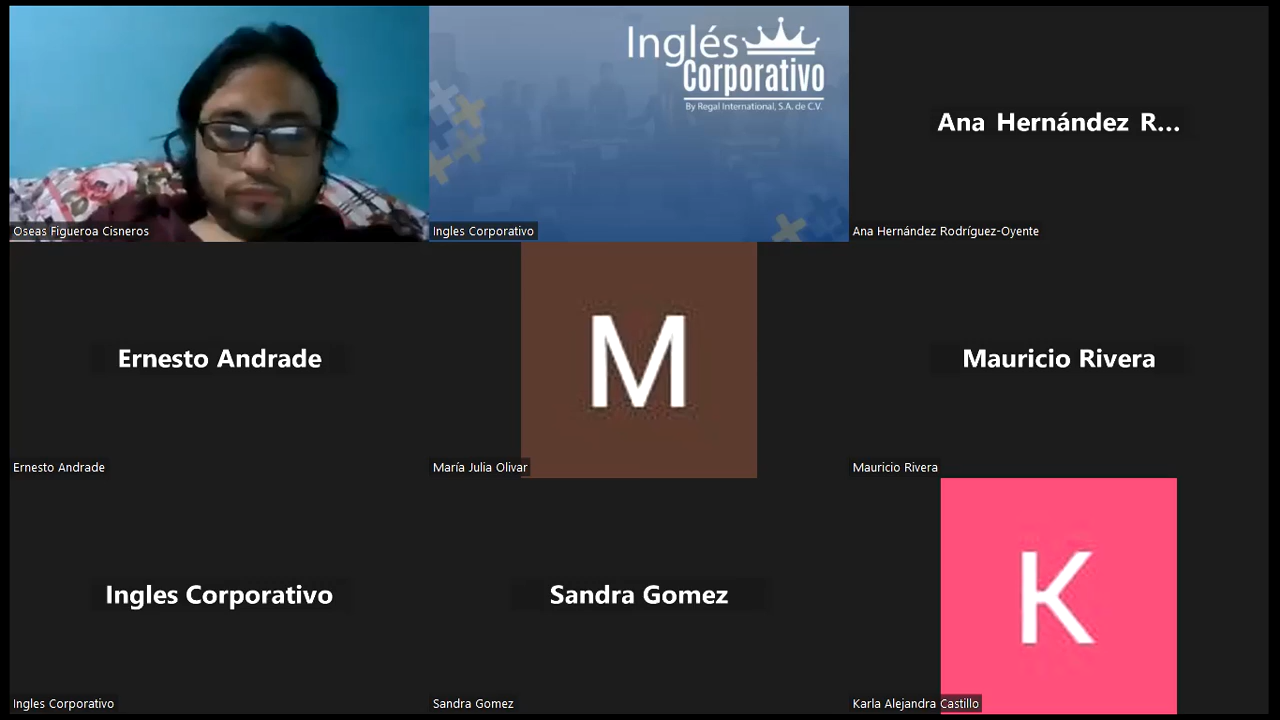 Inglés
Corporativo
By Regal International, S.A. de C.V.
Ana Hernández R...
Oseas Figueroa Cisneros
Ingles Corporativo
Ana Hernández Rodríguez-Oyente
Ernesto Andrade
M
Mauricio Rivera
Ernesto Andrade
María Julia Olivar
Mauricio Rivera
Ingles Corporativo
Sandra Gomez
K
Ingles Corporativo
Sandra Gomez
Karla Alejandra Castillo